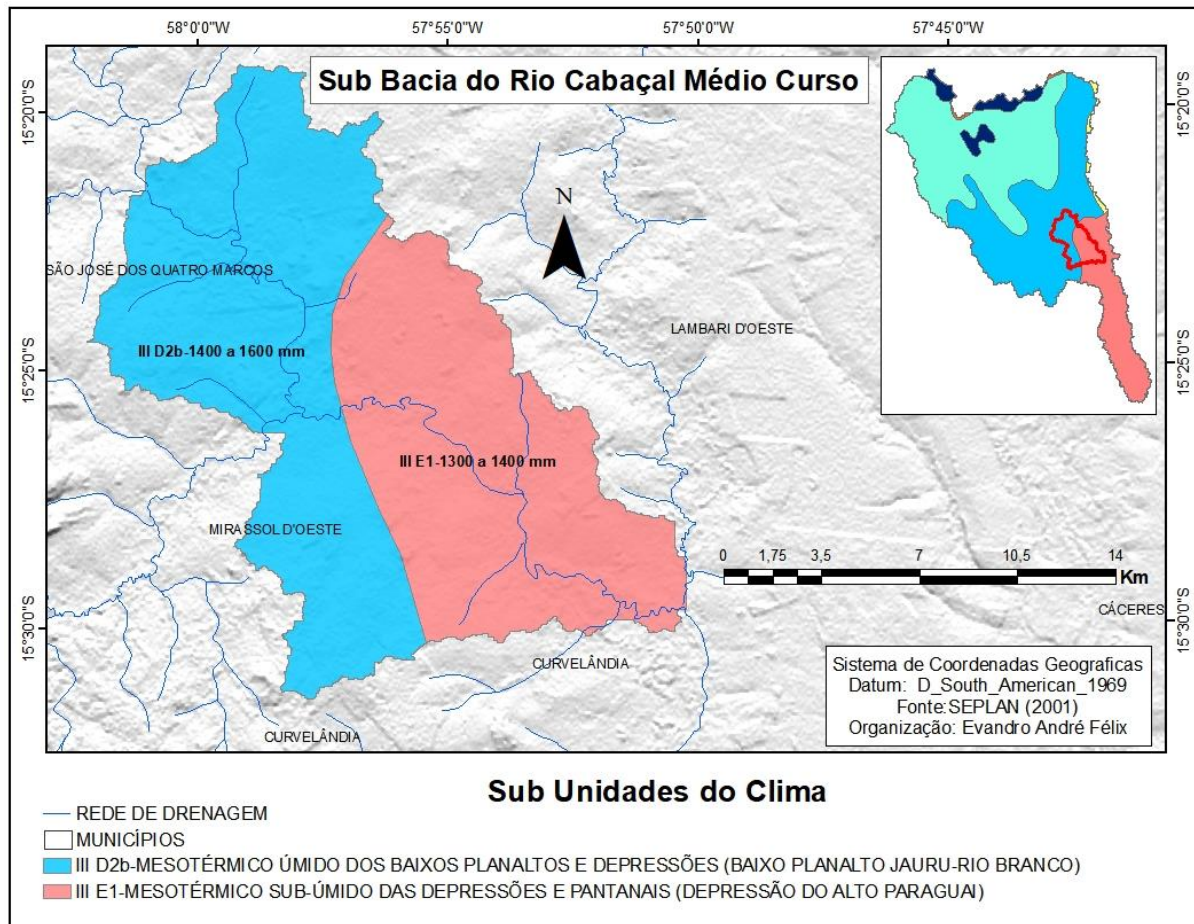 58°0'0"W
57°55'0"W
57°50'0"W
57°45'0"W
Sub Bacia do Rio Cabaçal Médio Curso
15°20'0"S
15°20'0"S
N
SÃO JOSÉ DOS QUATRO MARCOS
LAMBARI D'OESTE
III D2b-1400 a 1600 mm
15°25'0"S
15°25'0"S
III E1-1300 a 1400 mm
MIRASSOL D'OESTE
0 1,75 3,5 7 10,5 14
Km
CÁCERES
15°30'0"S
15°30'0"S
CURVELÂNDIA
CURVELÂNDIA
Sistema de Coordenadas Geograficas
Datum: D_South_American_1969
Fonte:SEPLAN (2001)
Organização: Evandro André Félix
Sub Unidades do Clima
REDE DE DRENAGEM
MUNICÍPIOS
III D2b-MESOTÉRMICO ÚMIDO DOS BAIXOS PLANALTOS E DEPRESSÕES (BAIXO PLANALTO JAURU-RIO BRANCO)
III E1-MESOTÉRMICO SUB-ÚMIDO DAS DEPRESSÕES E PANTANAIS (DEPRESSÃO DO ALTO PARAGUAI)